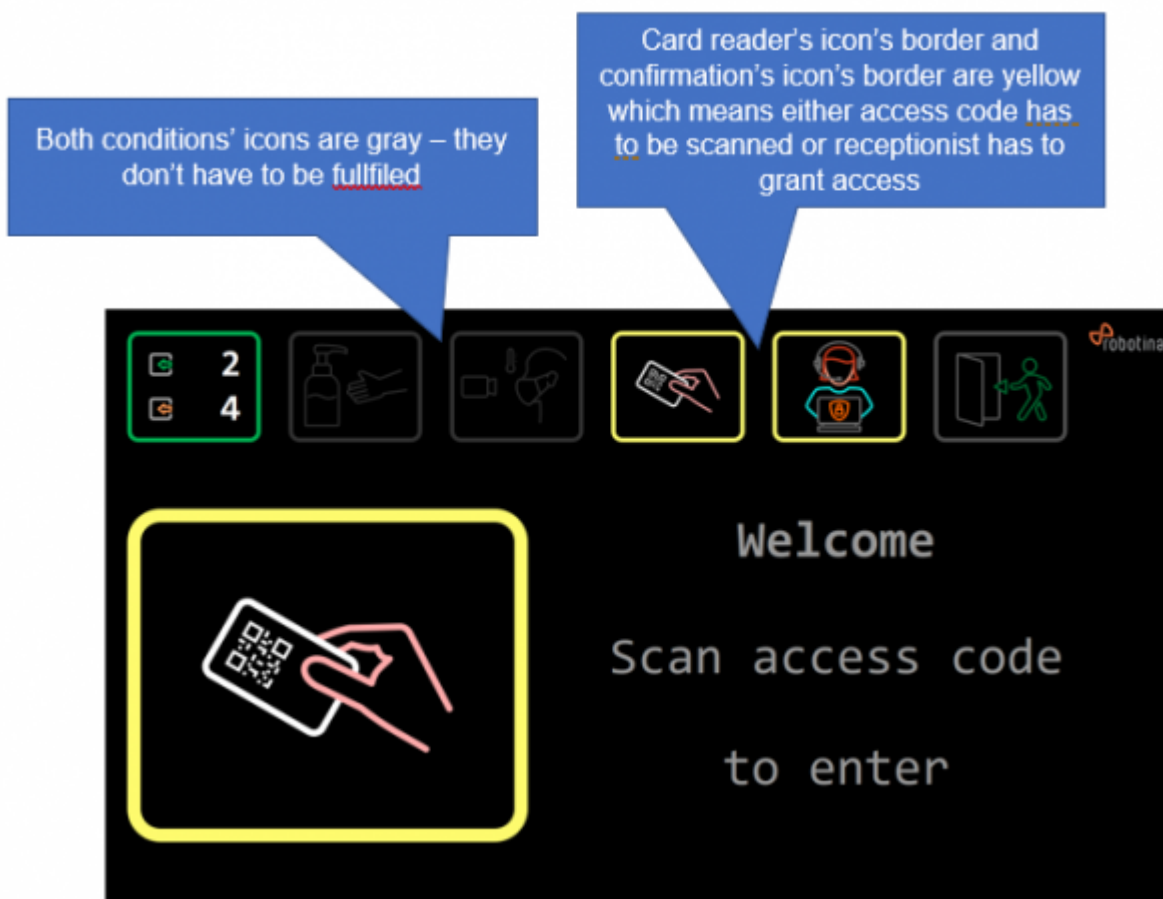 Both conditions’ icons are gray – they
don’t have to be fullfiled
Card reader’s icon’s border and
confirmation’s icon’s border are yellow
which means either access code has
to be scanned or receptionist has to
grant access
2
4
robotina
Welcome
Scan access code
to enter